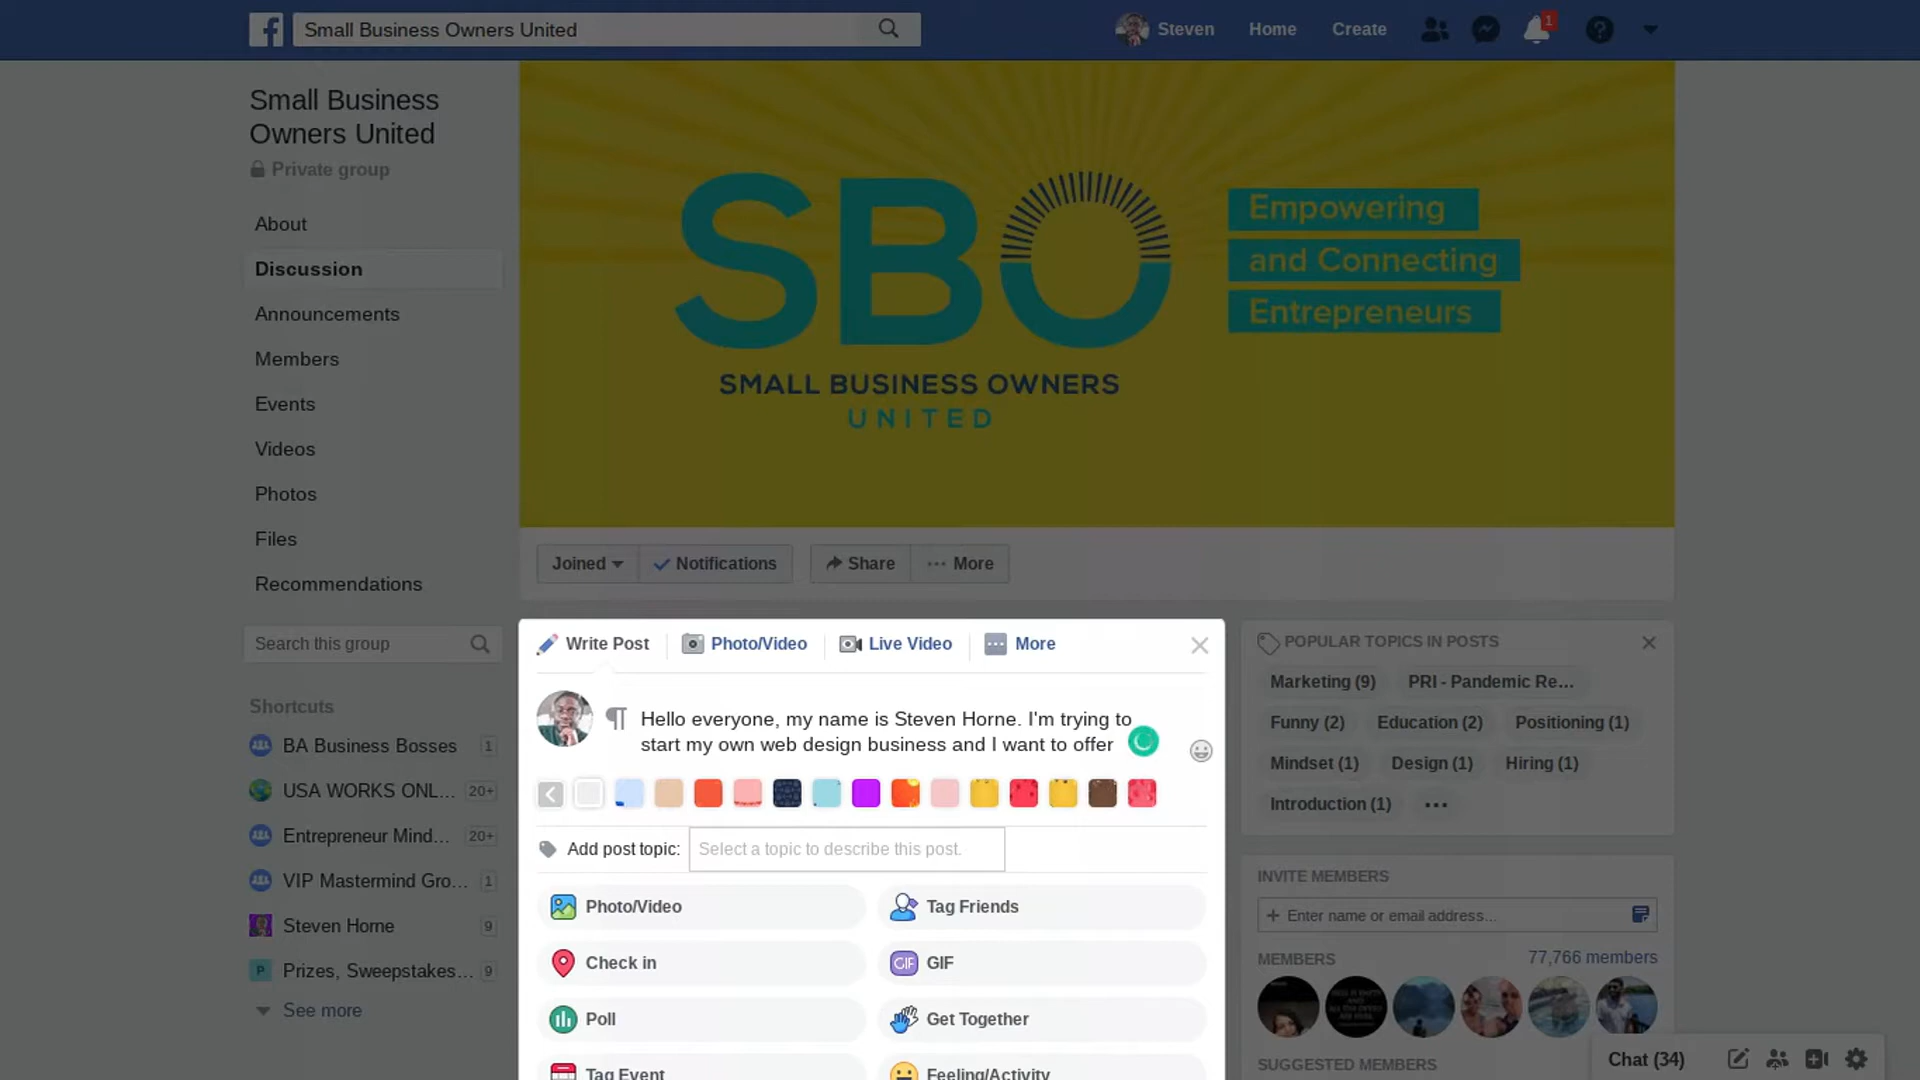 Small Business Owners United
Steven
Home
Create
1
Small Business
Owners United
Private group
About
Discussion
Announcements
Members
Events
Videos
Photos
Files
Recommendations
Search this group
Shortcuts
BA Business Bosses 1
USA WORKS ONL... 20+
Entrepreneur Mind... 20+
VIP Mastermind Gro... 1
Steven Horne 9
P Prizes, Sweepstakes... 9
See more
SBO
SMALL BUSINESS OWNERS
UNITED
Empowering
and Connecting
Entrepreneurs
Joined
Notifications
Share
More
Write Post
Photo/Video
Live Video
More
Hello everyone, my name is Steven Horne. I'm trying to
start my own web design business and I want to offer
Add post topic: Select a topic to describe this post.
Photo/Video
Tag Friends
Check in
GIF GIF
Poll
Get Together
Tag Event
Feeling/Activity
POPULAR TOPICS IN POSTS
Marketing (9) PRI - Pandemic Re...
Funny (2) Education (2) Positioning (1)
Mindset (1) Design (1) Hiring (1)
Introduction (1)
INVITE MEMBERS
+ Enter name or email address...
MEMBERS 77,766 members
SUGGESTED MEMBERS
Chat (34)